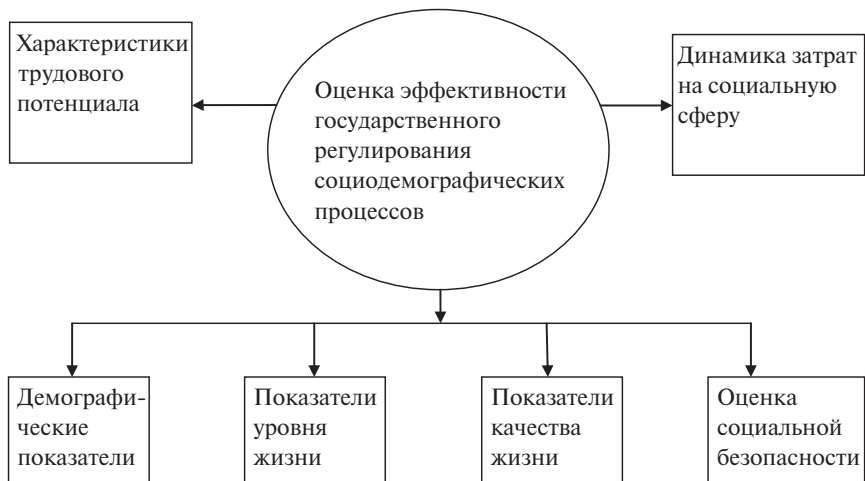 Характеристики
трудового
потенциала
Оценка эффективности
государственного
регулирования
социодемографических
процессов
Динамика затрат
на социальную
сферу
Демографи-
ческие
показатели
Показатели
уровня
жизни
Показатели
качества
жизни
Оценка
социальной
безопасности